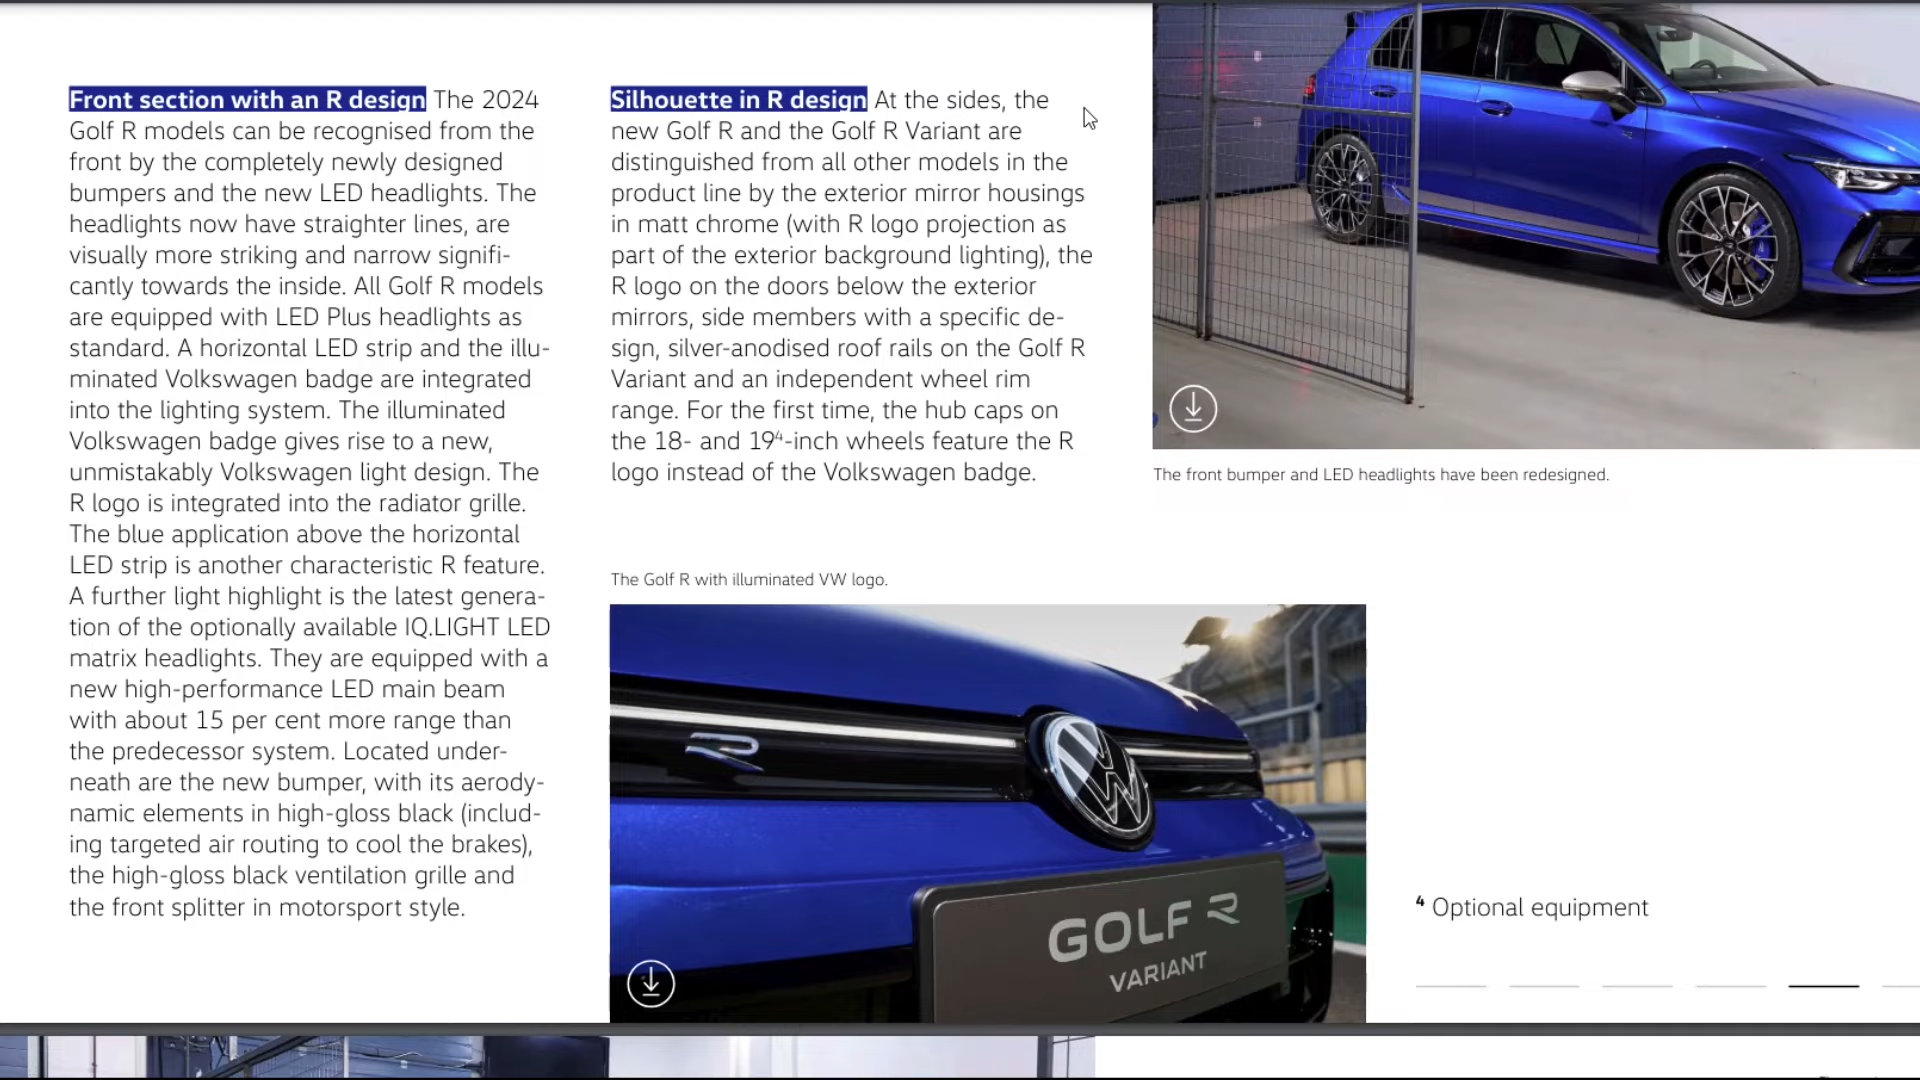 Front section with an R design The 2024
Golf R models can be recognised from the
front by the completely newly designed
bumpers and the new LED headlights. The
headlights now have straighter lines, are
visually more striking and narrow signifi-
cantly towards the inside. All Golf R models
are equipped with LED Plus headlights as
standard. A horizontal LED strip and the illu-
minated Volkswagen badge are integrated
into the lighting system. The illuminated
Volkswagen badge gives rise to a new,
unmistakably Volkswagen light design. The
R logo is integrated into the radiator grille.
The blue application above the horizontal
LED strip is another characteristic R feature.
A further light highlight is the latest genera-
tion of the optionally available IQ.LIGHT LED
matrix headlights. They are equipped with a
new high-performance LED main beam
with about 15 per cent more range than
the predecessor system. Located under-
neath are the new bumper, with its aerody-
namic elements in high-gloss black (includ-
ing targeted air routing to cool the brakes),
the high-gloss black ventilation grille and
the front splitter in motorsport style.
Silhouette in R design At the sides, the
new Golf R and the Golf R Variant are
distinguished from all other models in the
product line by the exterior mirror housings
in matt chrome (with R logo projection as
part of the exterior background lighting), the
R logo on the doors below the exterior
mirrors, side members with a specific de-
sign, silver-anodised roof rails on the Golf R
Variant and an independent wheel rim
range. For the first time, the hub caps on
the 18- and 19⁴-inch wheels feature the R
logo instead of the Volkswagen badge.
The front bumper and LED headlights have been redesigned.
The Golf R with illuminated VW logo.
R
VW
GOLF R
VARIANT
⁴ Optional equipment